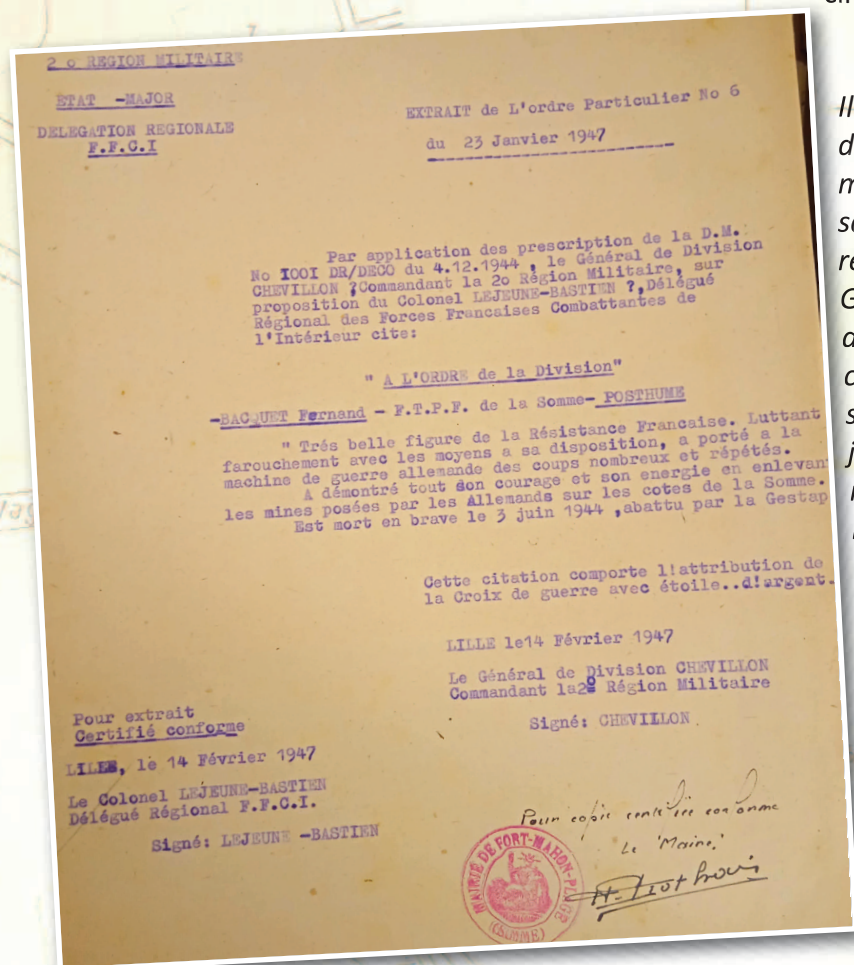 2 o REGION MILITAIRE
ETAT -MAJOR
DELEGATION REGIONALE
F.F.C.I
EXTRAIT de L'ordre Particulier No 6
du 23 Janvier 1947
Par application des prescription de la D.M.
No IOOI DR/DECO du 4.12.1944 , le Général de Division
CHEVILLON ?Commandant la 2o Région Militaire, sur
proposition du Colonel LEJEUNE-BASTIEN ?,Délégué
Régional des Forces Francaises Combattantes de
l'Intérieur cite:
" A L'ORDRE de la Division"
-BACQUET Fernand - F.T.P.F. de la Somme- POSTHUME
" Trés belle figure de la Résistance Francaise. Luttant
farouchement avec les moyens a sa disposition, a porté a la
machine de guerre allemande des coups nombreux et répétés.
A démontré tout son courage et son energie en enlevan
les mines posées par les Allemands sur les cotes de la Somme.
Est mort en brave le 3 juin 1944 ,abattu par la Gestap
Cette citation comporte l!attribution de
la Croix de guerre avec étoile..d!argent.
LILLE le14 Février 1947
Le Général de Division CHEVILLON
Commandant la2o Région Militaire
Signé: CHEVILLON
Pour extrait
Certifié conforme
LILLE, le 14 Février 1947
Le Colonel LEJEUNE-BASTIEN
Délégué Régional F.F.C.I.
Signé: LEJEUNE -BASTIEN
Pour copie conforme
Le Maire:
MAIRIE DE FORT-MAHON-PLAGE
(SOMME)
Il